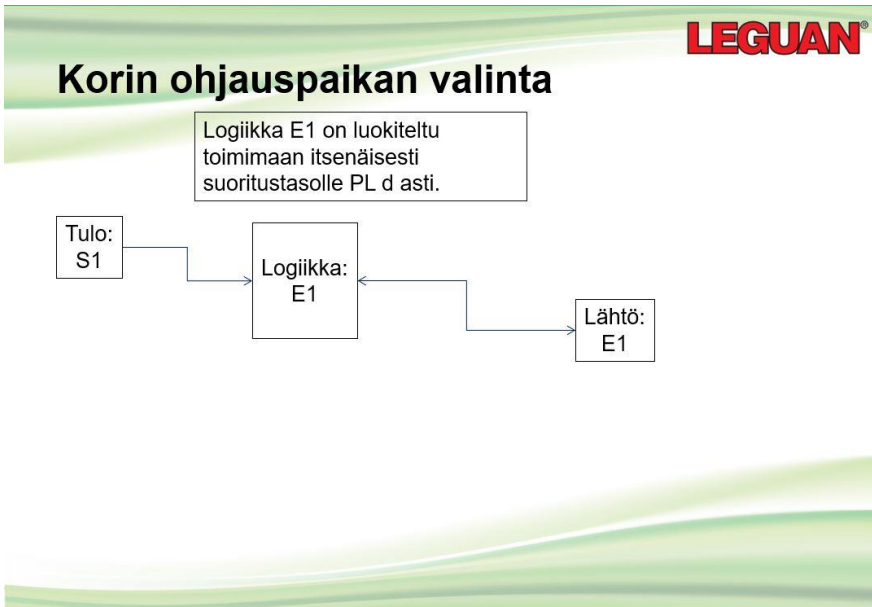 LEGUAN®
Korin ohjauspaikan valinta
Logiikka E1 on luokiteltu
toimimaan itsenäisesti
suoritustasolle PL d asti.
Tulo:
S1
Logiikka:
E1
Lähtö:
E1